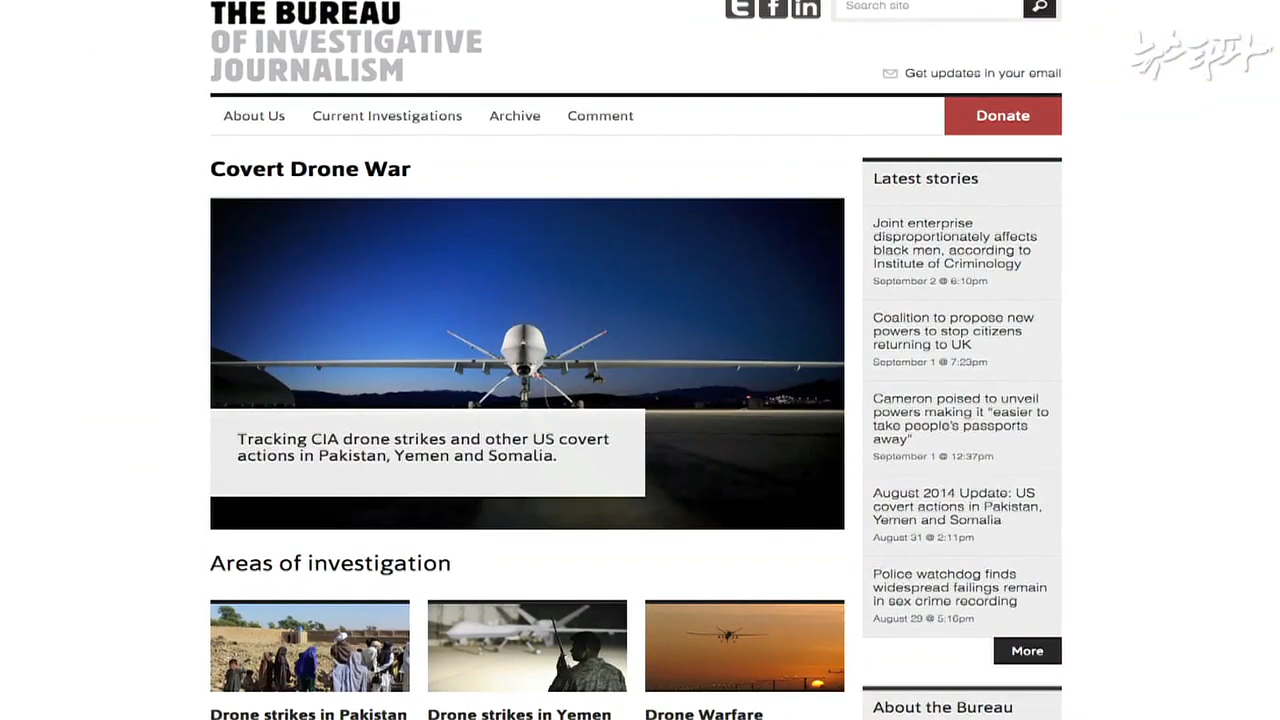 THE BUREAU
OF INVESTIGATIVE
JOURNALISM
Search site
Get updates in your email
뉴스타파
About Us
Current Investigations
Archive
Comment
Donate
Covert Drone War
Tracking CIA drone strikes and other US covert
actions in Pakistan, Yemen and Somalia.
Areas of investigation
Drone strikes in Pakistan
Drone strikes in Yemen
Drone Warfare
Latest stories
Joint enterprise
disproportionately affects
black men, according to
Institute of Criminology
September 2 @ 6:10pm
Coalition to propose new
powers to stop citizens
returning to UK
September 1 @ 7:23pm
Cameron poised to unveil
powers making it "easier to
take people's passports
away"
September 1 @ 12:37pm
August 2014 Update: US
covert actions in Pakistan,
Yemen and Somalia
August 31 @ 2:11pm
Police watchdog finds
widespread failings remain
in sex crime recording
August 29 @ 5:16pm
More
About the Bureau